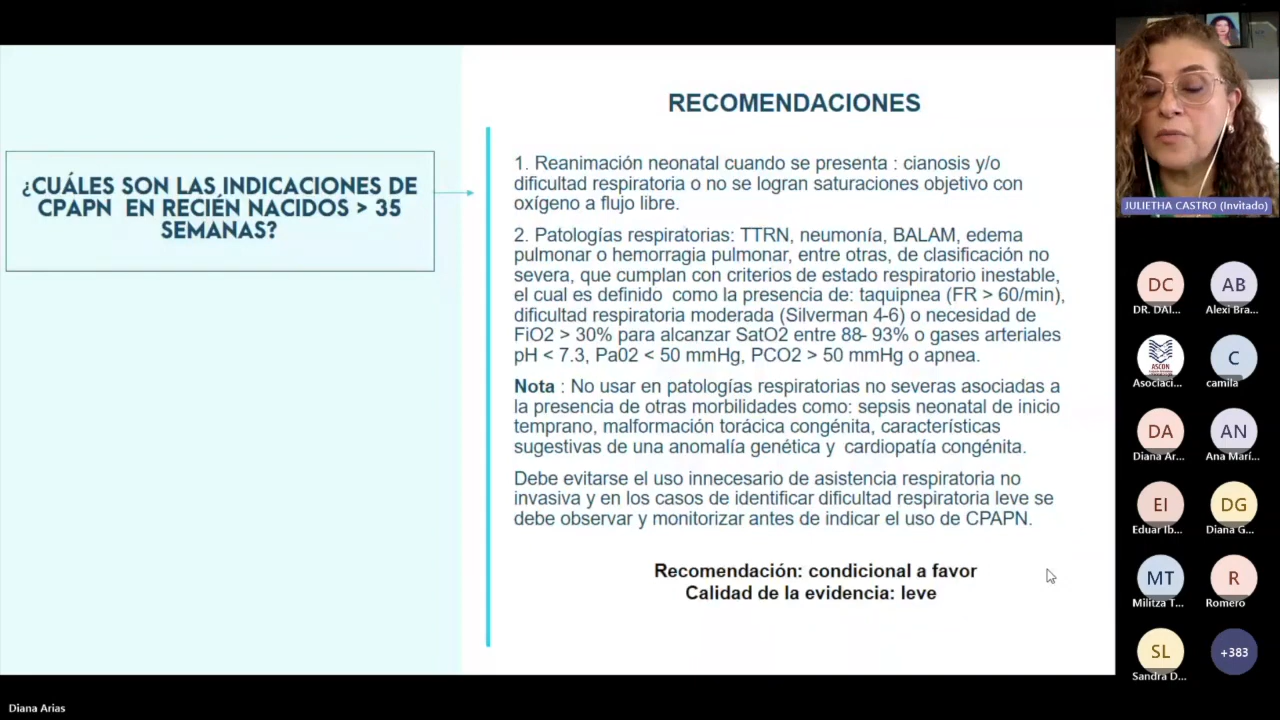 RECOMENDACIONES
¿CUÁLES SON LAS INDICACIONES DE
CPAPN EN RECIÉN NACIDOS > 35
SEMANAS?
1. Reanimación neonatal cuando se presenta : cianosis y/o
dificultad respiratoria o no se logran saturaciones objetivo con
oxígeno a flujo libre.
2. Patologías respiratorias: TTRN, neumonía, BALAM, edema
pulmonar o hemorragia pulmonar, entre otras, de clasificación no
severa, que cumplan con criterios de estado respiratorio inestable,
el cual es definido como la presencia de: taquipnea (FR > 60/min),
dificultad respiratoria moderada (Silverman 4-6) o necesidad de
FiO2 > 30% para alcanzar SatO2 entre 88- 93% o gases arteriales
pH < 7.3, Pa02 < 50 mmHg, PCO2 > 50 mmHg o apnea.
Nota : No usar en patologías respiratorias no severas asociadas a
la presencia de otras morbilidades como: sepsis neonatal de inicio
temprano, malformación torácica congénita, características
sugestivas de una anomalía genética y cardiopatía congénita.
Debe evitarse el uso innecesario de asistencia respiratoria no
invasiva y en los casos de identificar dificultad respiratoria leve se
debe observar y monitorizar antes de indicar el uso de CPAPN.
Recomendación: condicional a favor
Calidad de la evidencia: leve
JULIETHA CASTRO (Invitado)
DC
AB
DR. DAI...
Alexi Bra...
ASCON
C
Asociaci...
camila
DA
AN
Diana Ar...
Ana Marí...
EI
DG
Eduar Ib...
Diana G...
MT
R
Militza T...
Romero
SL
+383
Sandra D...
Diana Arias